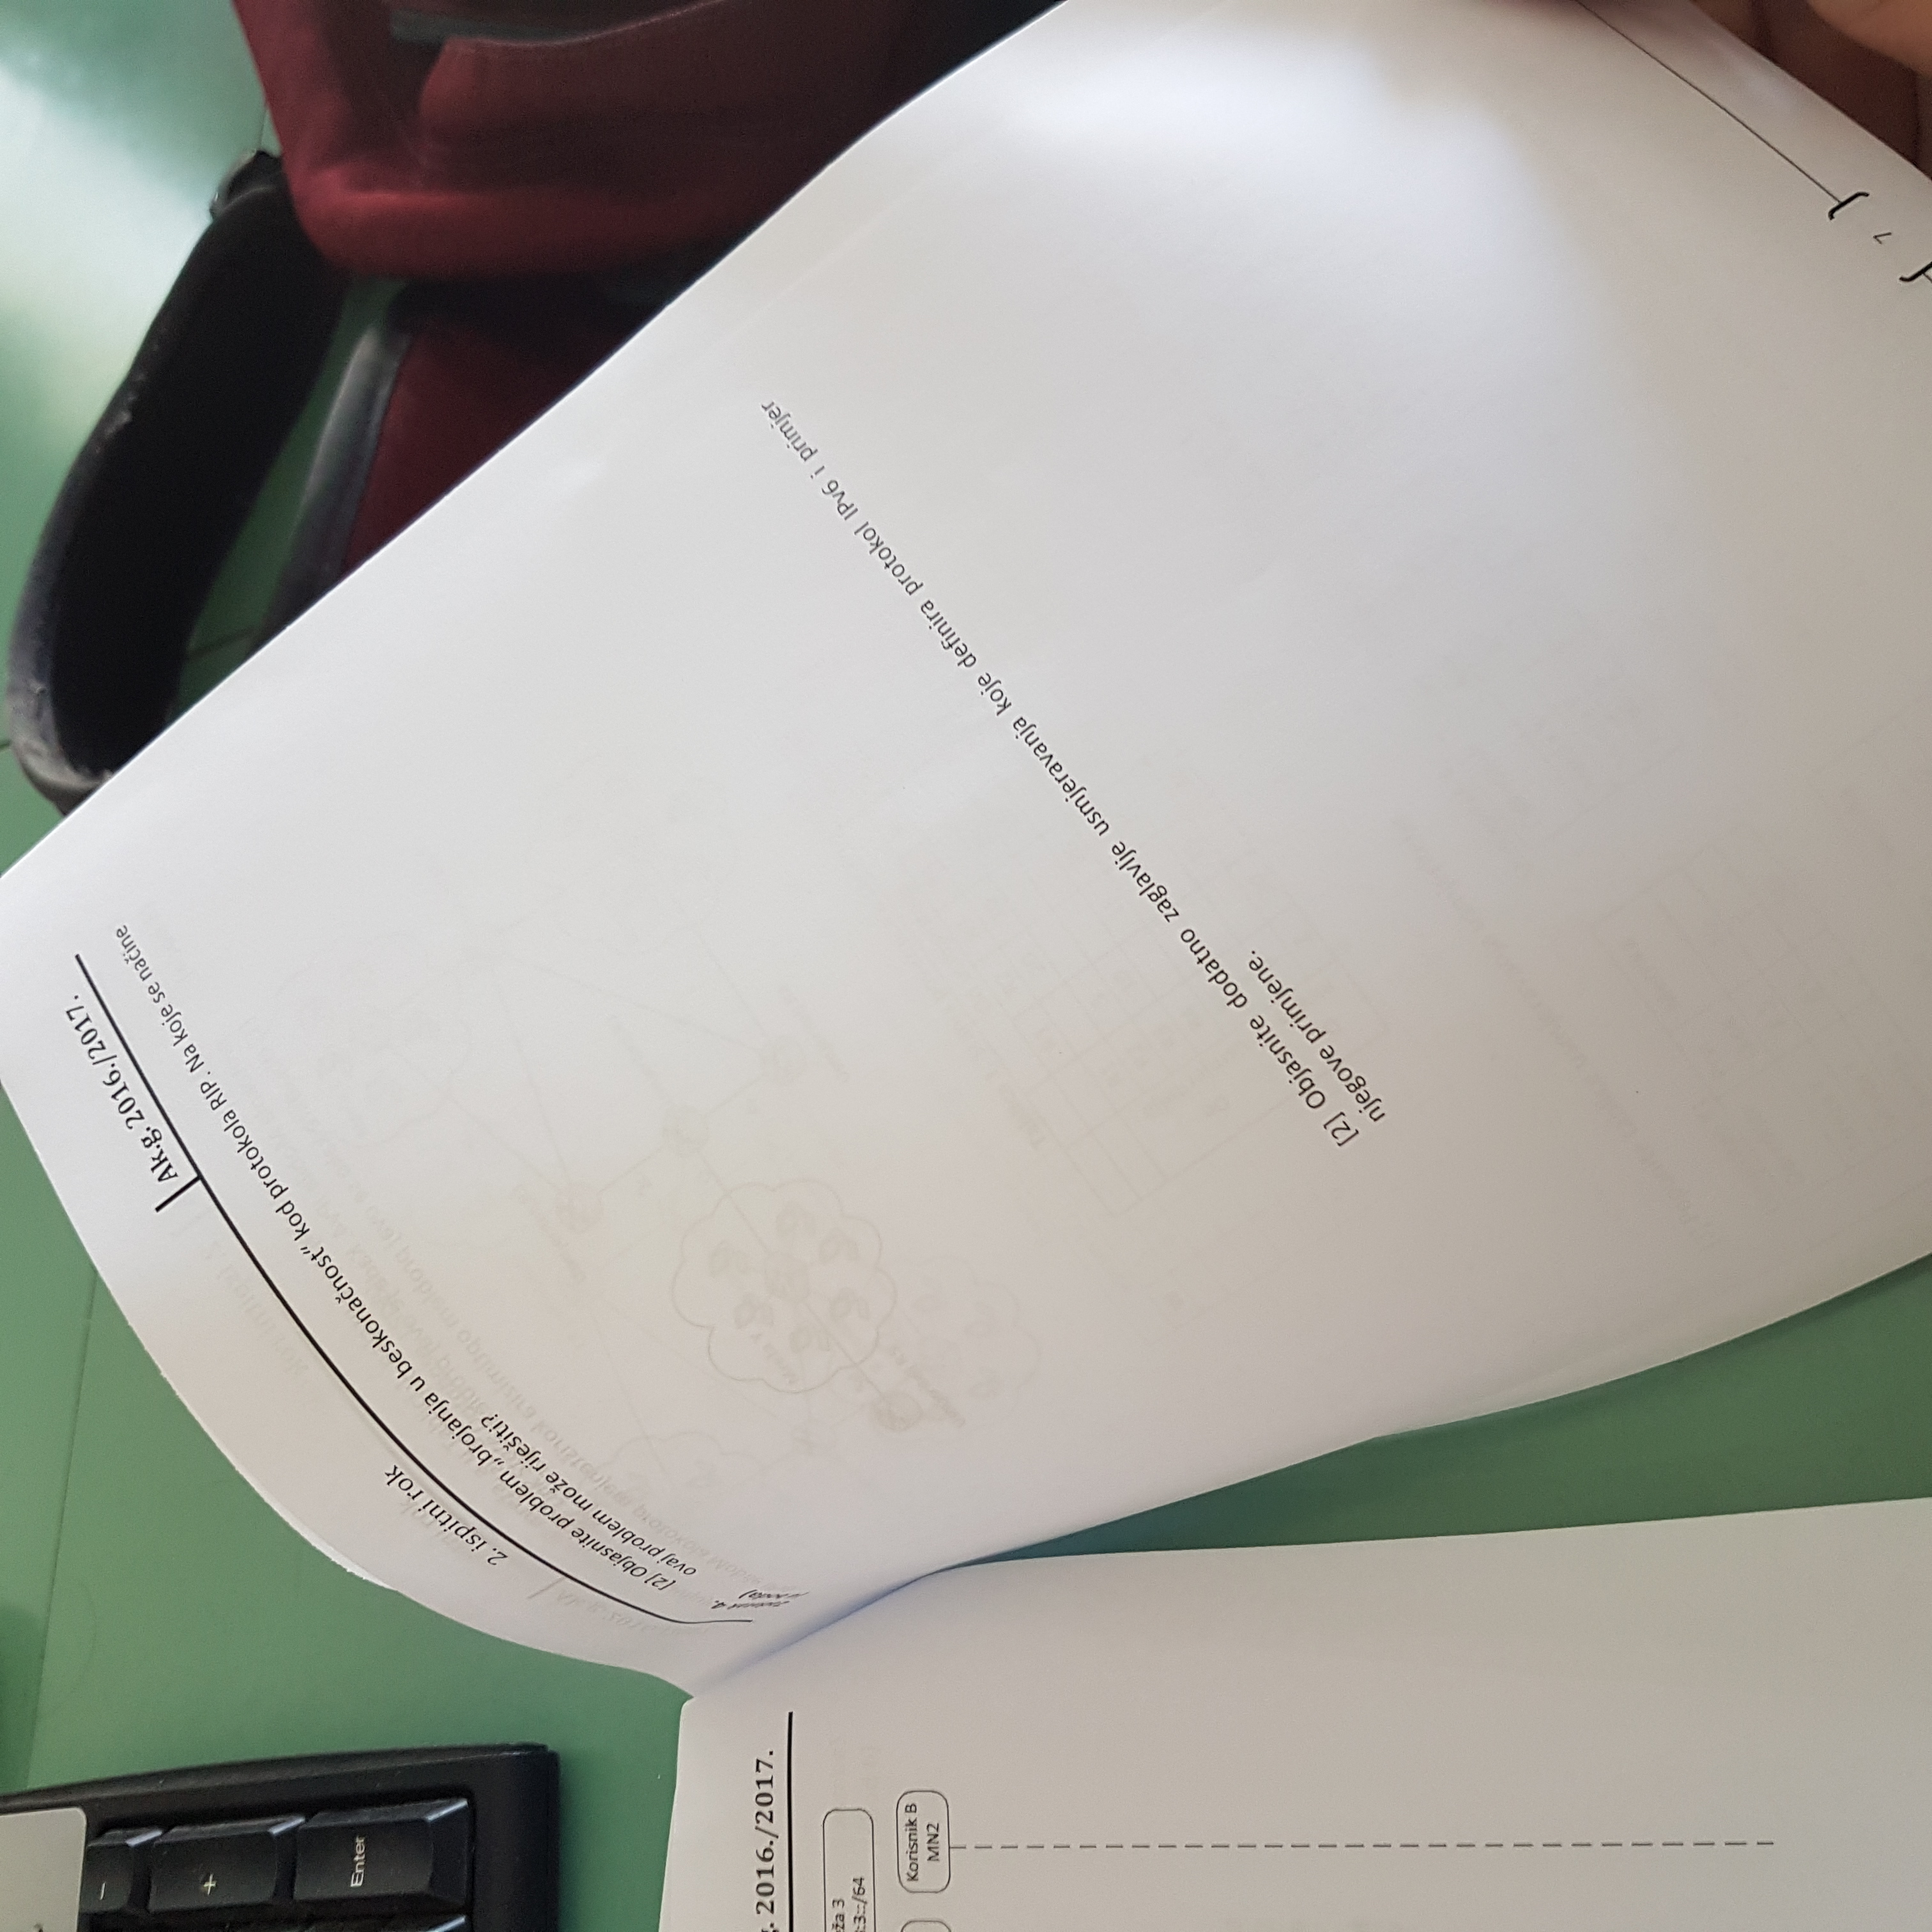 Enter
+
2. ispitni rok
Ak.g. 2016./2017.
[2] Objasnite problem „brojanja u beskonačnost“ kod protokola RIP. Na koje se načine
ovaj problem može riješiti?
[2] Objasnite dodatno zaglavlje usmjeravanja koje definira protokol IPv6 i primjer
njegove primjene.
7
. 2016./2017.
ža 3
:3::/64
Korisnik B
MN2